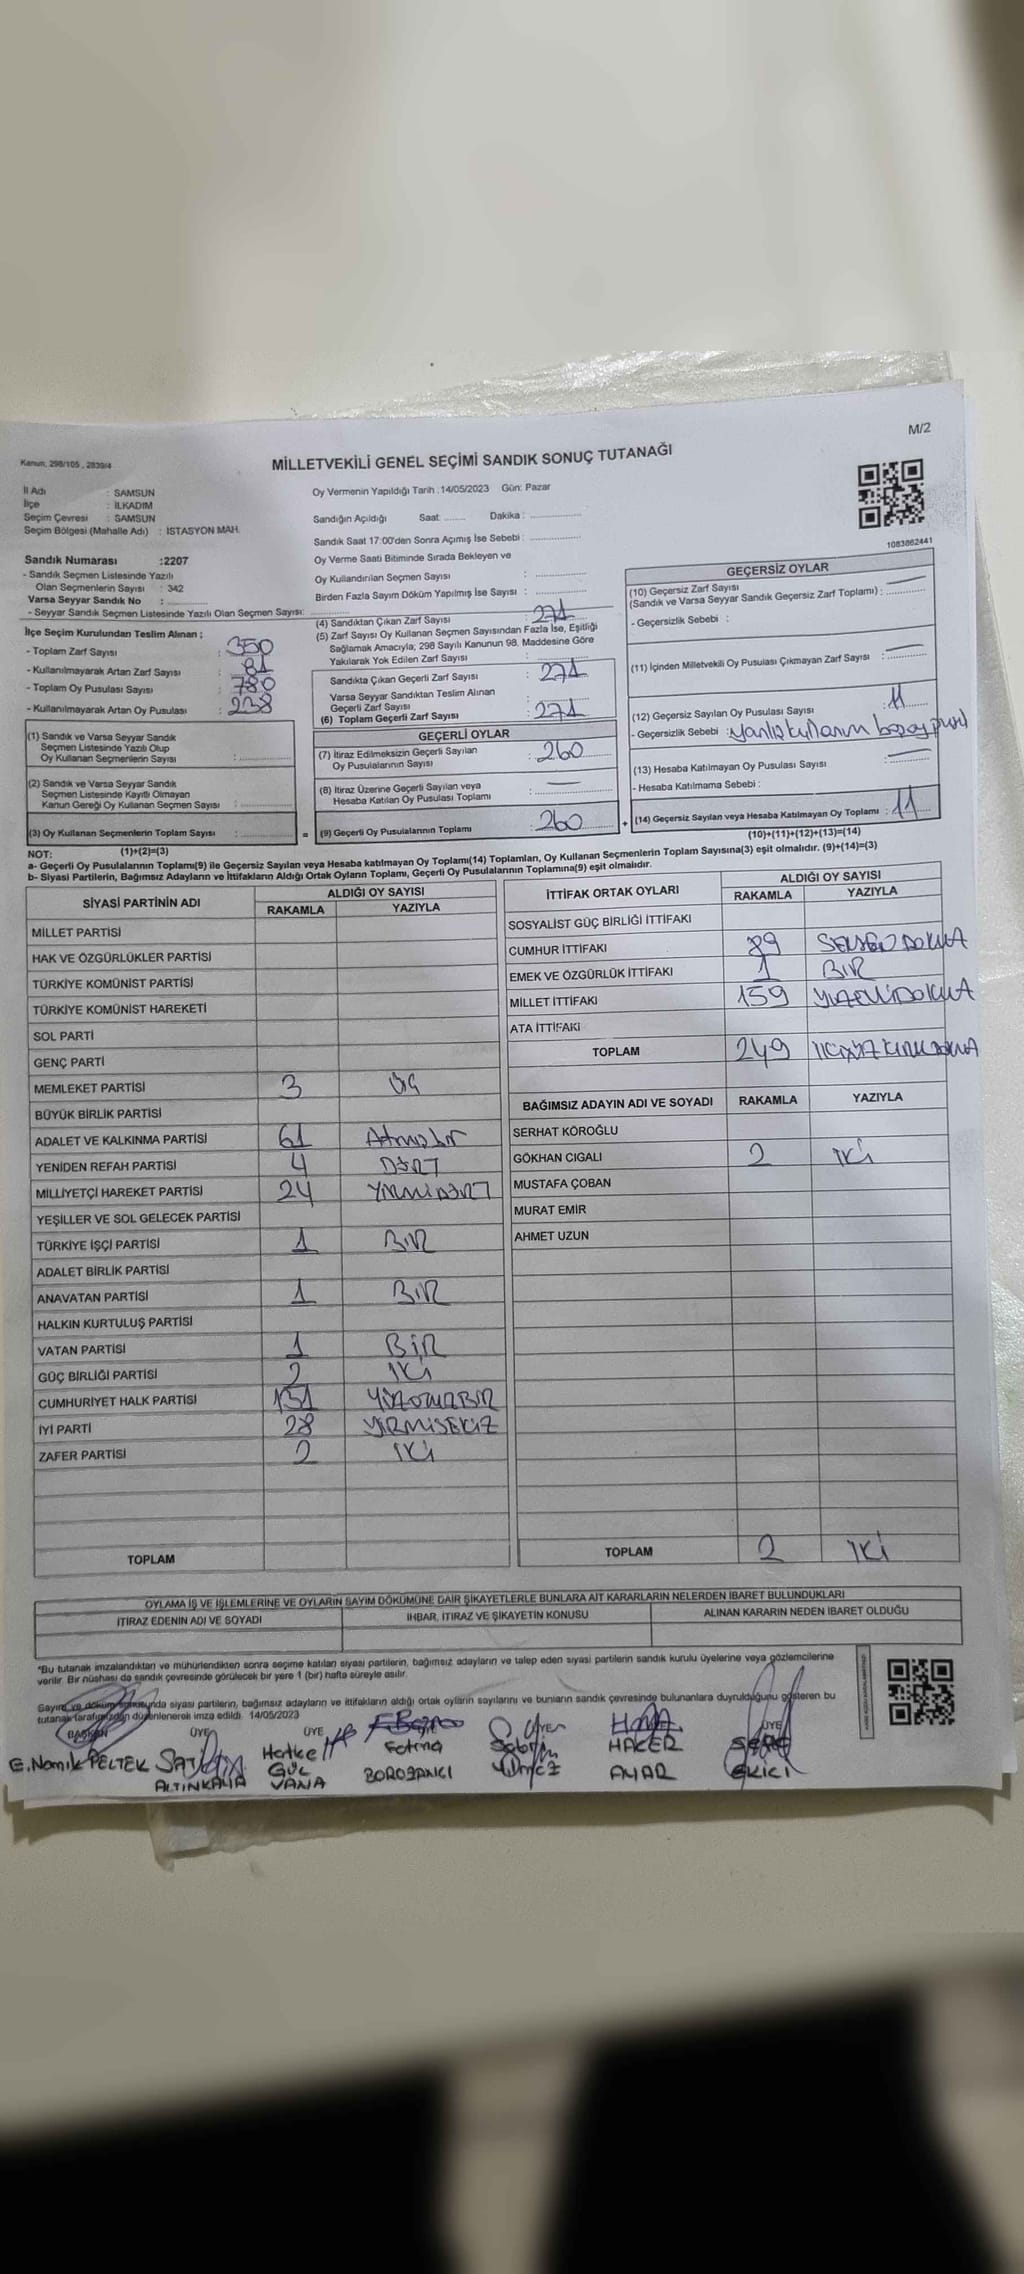 M/2
Kanun, 298/105 , 2839/4
MİLLETVEKİLİ GENEL SEÇİMİ SANDIK SONUÇ TUTANAĞI
İl Adı : SAMSUN
İlçe : İLKADIM
Seçim Çevresi : SAMSUN
Seçim Bölgesi (Mahalle Adı) : İSTASYON MAH.
Oy Vermenin Yapıldığı Tarih :14/05/2023 Gün: Pazar
Sandığın Açıldığı Saat: ........ Dakika : ................
Sandık Saat 17:00'den Sonra Açımış İse Sebebi : ................
1083862441
Sandık Numarası :2207
- Sandık Seçmen Listesinde Yazılı
Olan Seçmenlerin Sayısı : 342
Varsa Seyyar Sandık No :
- Seyyar Sandık Seçmen Listesinde Yazılı Olan Seçmen Sayısı:
Oy Verme Saati Bitiminde Sırada Bekleyen ve
Oy Kullandırılan Seçmen Sayısı :
Birden Fazla Sayım Döküm Yapılmış İse Sayısı :
İlçe Seçim Kurulundan Teslim Alınan ;
- Toplam Zarf Sayısı : 350
- Kullanılmayarak Artan Zarf Sayısı : 81
- Toplam Oy Pusulası Sayısı : 780
- Kullanılmayarak Artan Oy Pusulası : 238
(4) Sandıktan Çıkan Zarf Sayısı : 271
(5) Zarf Sayısı Oy Kullanan Seçmen Sayısından Fazla İse, Eşitliği
Sağlamak Amacıyla; 298 Sayılı Kanunun 98. Maddesine Göre
Yakılarak Yok Edilen Zarf Sayısı :
Sandıkta Çıkan Geçerli Zarf Sayısı : 271
Varsa Seyyar Sandıktan Teslim Alınan
Geçerli Zarf Sayısı :
(6) Toplam Geçerli Zarf Sayısı : 271
GEÇERSİZ OYLAR
(10) Geçersiz Zarf Sayısı
(Sandık ve Varsa Seyyar Sandık Geçersiz Zarf Toplamı) : —
- Geçersizlik Sebebi :
(11) İçinden Milletvekili Oy Pusulası Çıkmayan Zarf Sayısı : —
(12) Geçersiz Sayılan Oy Pusulası Sayısı : 11
- Geçersizlik Sebebi :
(13) Hesaba Katılmayan Oy Pusulası Sayısı : —
- Hesaba Katılmama Sebebi :
(14) Geçersiz Sayılan veya Hesaba Katılmayan Oy Toplamı : 11
(10)+(11)+(12)+(13)=(14)
(1) Sandık ve Varsa Seyyar Sandık
Seçmen Listesinde Yazılı Olup
Oy Kullanan Seçmenlerin Sayısı :
(2) Sandık ve Varsa Seyyar Sandık
Seçmen Listesinde Kayıtlı Olmayan
Kanun Gereği Oy Kullanan Seçmen Sayısı :
(3) Oy Kullanan Seçmenlerin Toplam Sayısı :
(1)+(2)=(3)
GEÇERLİ OYLAR
(7) İtiraz Edilmeksizin Geçerli Sayılan
Oy Pusulalarının Sayısı : 260
(8) İtiraz Üzerine Geçerli Sayılan veya
Hesaba Katılan Oy Pusulası Toplamı : —
= (9) Geçerli Oy Pusulalarının Toplamı : 260 +
NOT:
a- Geçerli Oy Pusulalarının Toplamı(9) ile Geçersiz Sayılan veya Hesaba katılmayan Oy Toplamı(14) Toplamları, Oy Kullanan Seçmenlerin Toplam Sayısına(3) eşit olmalıdır. (9)+(14)=(3)
b- Siyasi Partilerin, Bağımsız Adayların ve İttifakların Aldığı Ortak Oyların Toplamı, Geçerli Oy Pusulalarının Toplamına(9) eşit olmalıdır.
SİYASİ PARTİNİN ADI ALDIĞI OY SAYISI
RAKAMLA YAZIYLA
MİLLET PARTİSİ
HAK VE ÖZGÜRLÜKLER PARTİSİ
TÜRKİYE KOMÜNİST PARTİSİ
TÜRKİYE KOMÜNİST HAREKETİ
SOL PARTİ
GENÇ PARTİ
MEMLEKET PARTİSİ 3 ÜÇ
BÜYÜK BİRLİK PARTİSİ
ADALET VE KALKINMA PARTİSİ 61 Atmışbir
YENİDEN REFAH PARTİSİ 4 DÖRT
MİLLİYETÇİ HAREKET PARTİSİ 24 YİRMİDÖRT
YEŞİLLER VE SOL GELECEK PARTİSİ
TÜRKİYE İŞÇİ PARTİSİ 1 BİR
ADALET BİRLİK PARTİSİ
ANAVATAN PARTİSİ 1 BİR
HALKIN KURTULUŞ PARTİSİ
VATAN PARTİSİ 1 BİR
GÜÇ BİRLİĞİ PARTİSİ 2 İKİ
CUMHURİYET HALK PARTİSİ 131 YÜZOTUZBİR
İYİ PARTİ 28 YİRMİSEKİZ
ZAFER PARTİSİ 2 İKİ
TOPLAM
İTTİFAK ORTAK OYLARI ALDIĞI OY SAYISI
RAKAMLA YAZIYLA
SOSYALİST GÜÇ BİRLİĞİ İTTİFAKI
CUMHUR İTTİFAKI 89 SEKSENDOKUZ
EMEK VE ÖZGÜRLÜK İTTİFAKI 1 BİR
MİLLET İTTİFAKI 159 YÜZELLİDOKUZ
ATA İTTİFAKI
TOPLAM 249 İKİYÜZKIRKDOKUZ
BAĞIMSIZ ADAYIN ADI VE SOYADI RAKAMLA YAZIYLA
SERHAT KÖROĞLU
GÖKHAN CIGALI 2 İKİ
MUSTAFA ÇOBAN
MURAT EMİR
AHMET UZUN
TOPLAM 2 İKİ
OYLAMA İŞ VE İŞLEMLERİNE VE OYLARIN SAYIM DÖKÜMÜNE DAİR ŞİKAYETLERLE BUNLARA AİT KARARLARIN NELERDEN İBARET BULUNDUKLARI
İTİRAZ EDENİN ADI VE SOYADI İHBAR, İTİRAZ VE ŞİKAYETİN KONUSU ALINAN KARARIN NEDEN İBARET OLDUĞU
*Bu tutanak imzalandıktan ve mühürlendikten sonra seçime katılan siyasi partilerin, bağımsız adayların ve talep eden siyasi partilerin sandık kurulu üyelerine veya gözlemcilerine
verilir. Bir nüshası da sandık çevresinde görülecek bir yere 1 (bir) hafta süreyle asılır.
Sayım ve döküm sonucunda siyasi partilerin, bağımsız adayların ve ittifakların aldığı ortak oyların sayılarını ve bunların sandık çevresinde bulunanlara duyrulduğunu gösteren bu
tutanak tarafımızdan düzenlenerek imza edildi. 14/05/2023
BAŞKAN ÜYE ÜYE ÜYE ÜYE
E.Namık PELTEK
ALTINKAYA
Hatice
GÜL
VANA
Fatma
BOROZANCI
Sabrin
Yılmaz
HACER
AYAR
EKİCİ